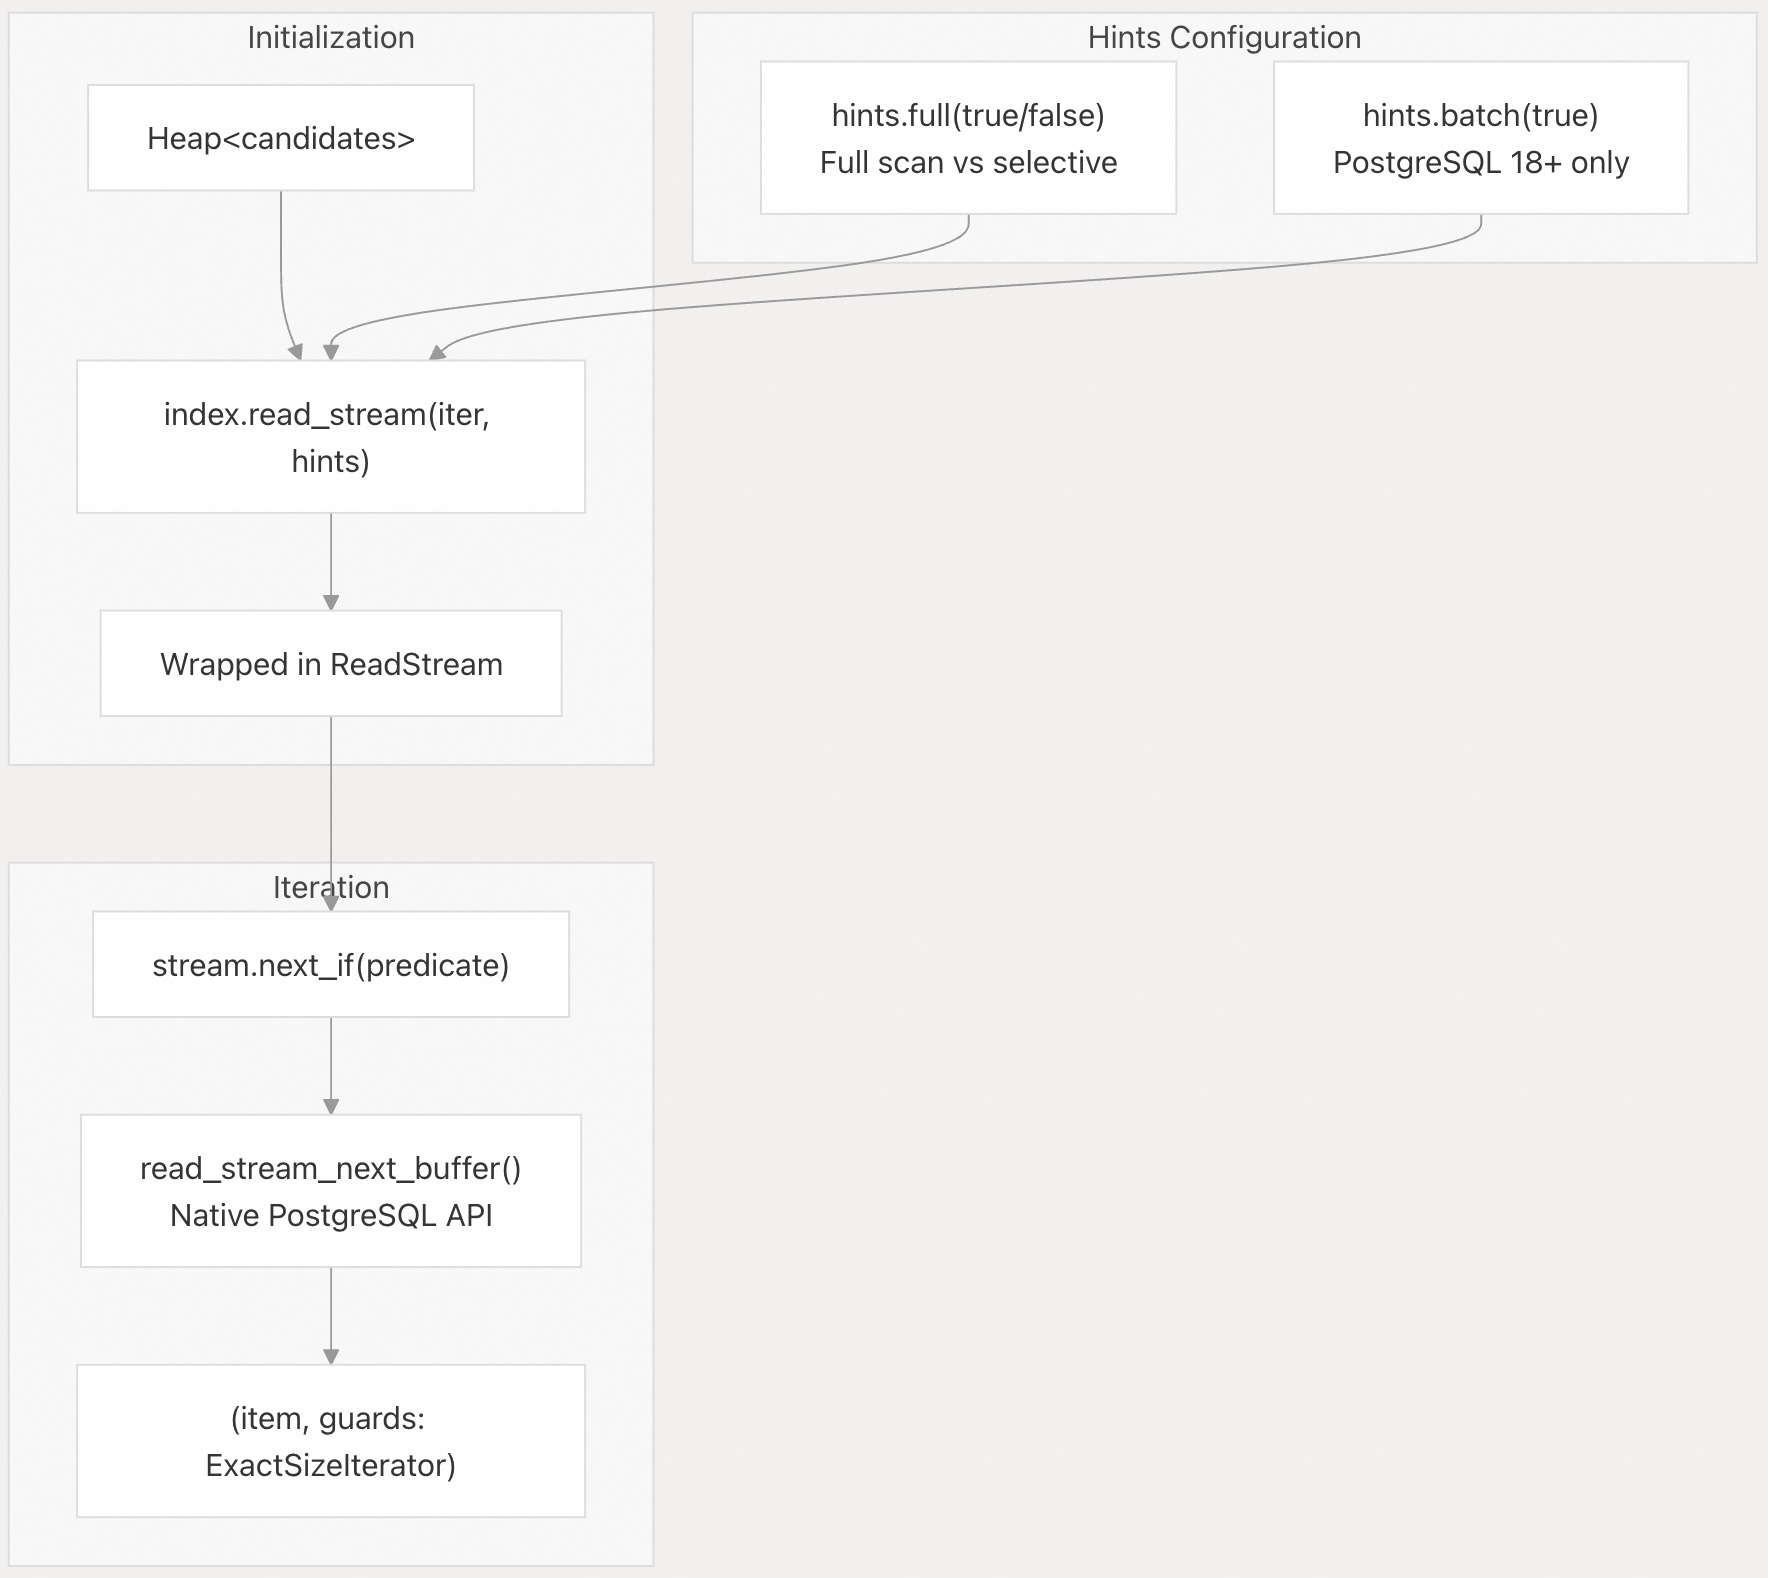 Initialization
Heap<candidates>
index.read_stream(iter,
hints)
Wrapped in ReadStream
Hints Configuration
hints.full(true/false)
Full scan vs selective
hints.batch(true)
PostgreSQL 18+ only
Iteration
stream.next_if(predicate)
read_stream_next_buffer()
Native PostgreSQL API
(item, guards:
ExactSizeIterator)